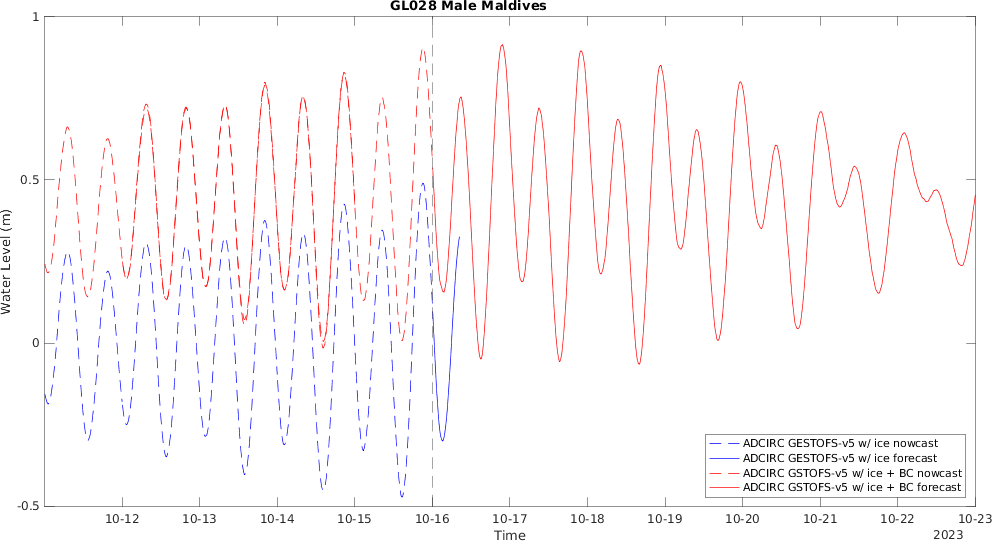 GL028 Male Maldives
1
0.5
0
-0.5
Water Level (m)
10-12 10-13 10-14 10-15 10-16 10-17 10-18 10-19 10-20 10-21 10-22 10-23
Time
2023
ADCIRC GESTOFS-v5 w/ ice nowcast
ADCIRC GESTOFS-v5 w/ ice forecast
ADCIRC GSTOFS-v5 w/ ice + BC nowcast
ADCIRC GSTOFS-v5 w/ ice + BC forecast